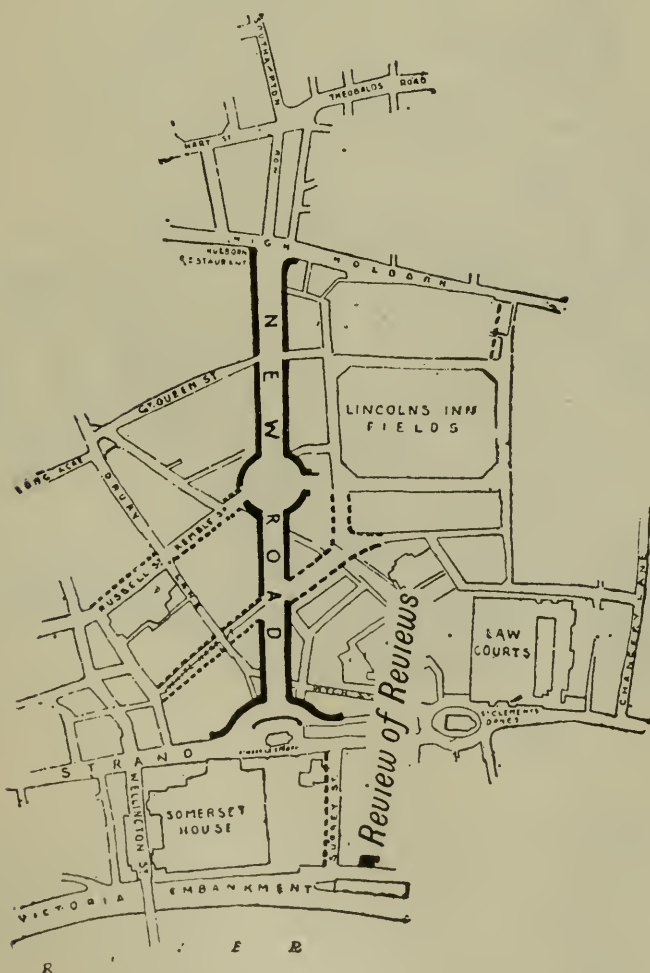 SOUTHAMPTON
THEOBALDS ROAD
HART ST
ROW
HIGH HOLBORN
HOLBORN
RESTAURANT
NEW ROAD
GT QUEEN ST
LINCOLNS INN
FIELDS
LONG ACRE
DRURY LANE
KEMBLE
RUSSELL
LAW
COURTS
CHANCERY LANE
ST CLEMENTS
DANES
Review of Reviews
STRAND
WELLINGTON ST
SOMERSET
HOUSE
SURREY ST
VICTORIA EMBANKMENT
R I   E R